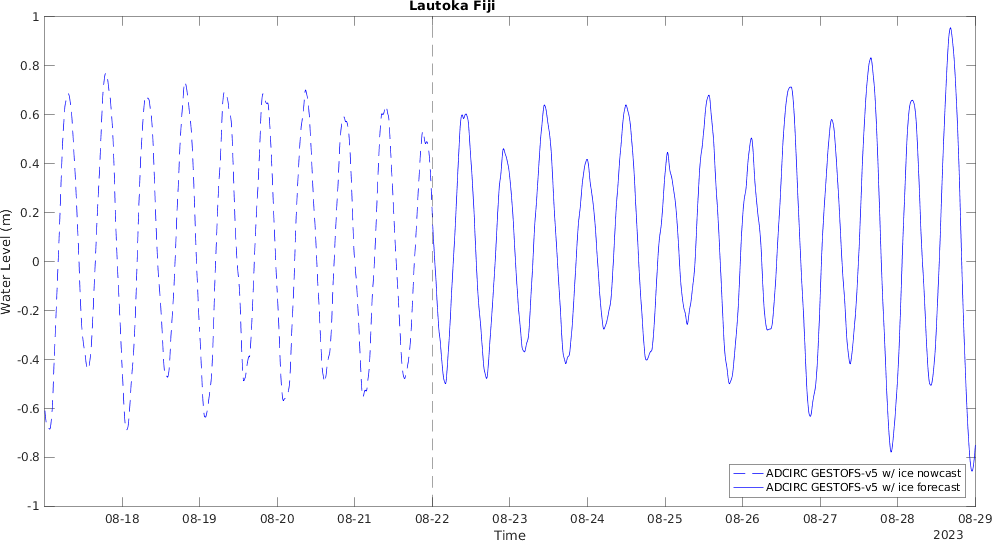 Lautoka Fiji
Water Level (m)
1
0.8
0.6
0.4
0.2
0
-0.2
-0.4
-0.6
-0.8
-1
ADCIRC GESTOFS-v5 w/ ice nowcast
ADCIRC GESTOFS-v5 w/ ice forecast
08-18 08-19 08-20 08-21 08-22 08-23 08-24 08-25 08-26 08-27 08-28 08-29
Time
2023